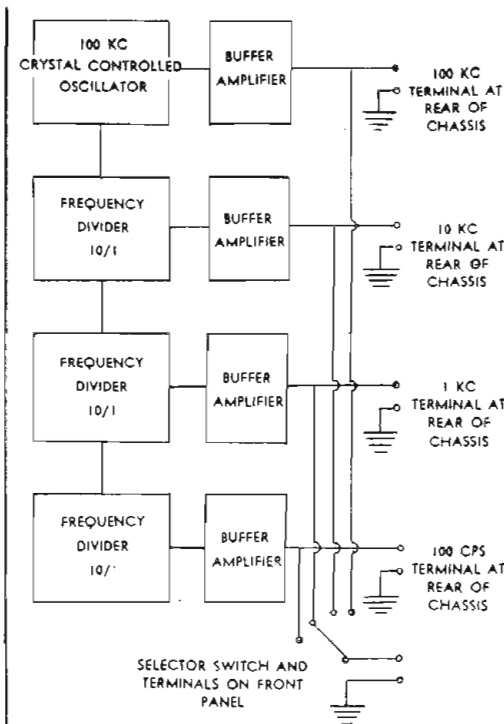 100 KC
CRYSTAL CONTROLLED
OSCILLATOR
BUFFER
AMPLIFIER
100 KC
TERMINAL AT
REAR OF
CHASSIS
FREQUENCY
DIVIDER
10/1
BUFFER
AMPLIFIER
10 KC
TERMINAL AT
REAR OF
CHASSIS
FREQUENCY
DIVIDER
10/1
BUFFER
AMPLIFIER
1 KC
TERMINAL AT
REAR OF
CHASSIS
FREQUENCY
DIVIDER
BUFFER
AMPLIFIER
100 CPS
TERMINAL AT
REAR OF
CHASSIS
SELECTOR SWITCH AND
TERMINALS ON FRONT
PANEL